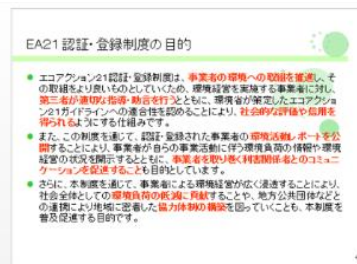 EA21認証・登録制度の目的
エコアクション21認証・登録制度は、事業者の環境への取組を推進し、そ
の取組をより良いものとしていくため、環境経営を実施する事業者に対し、
第三者が適切な指導・助言を行うとともに、環境省が策定したエコアクショ
ン21ガイドラインへの適合性を認めることにより、社会的な評価や信用を
得られるようにする仕組みです。
また、この制度を通じて、認証・登録された事業者の環境活動レポートを公
開することにより、事業者が自らの事業活動に伴う環境負荷の情報や環境
経営の状況を開示するとともに、事業者を取り巻く利害関係者とのコミュニ
ケーションを促進することも目的としています。
さらに、本制度を通じて、事業者による環境経営が広く浸透することにより、
社会全体としての環境負荷の低減に貢献することや、地方公共団体などと
の連携により地域に密着した協力体制の構築を図っていくことも、本制度を
普及促進する目的です。